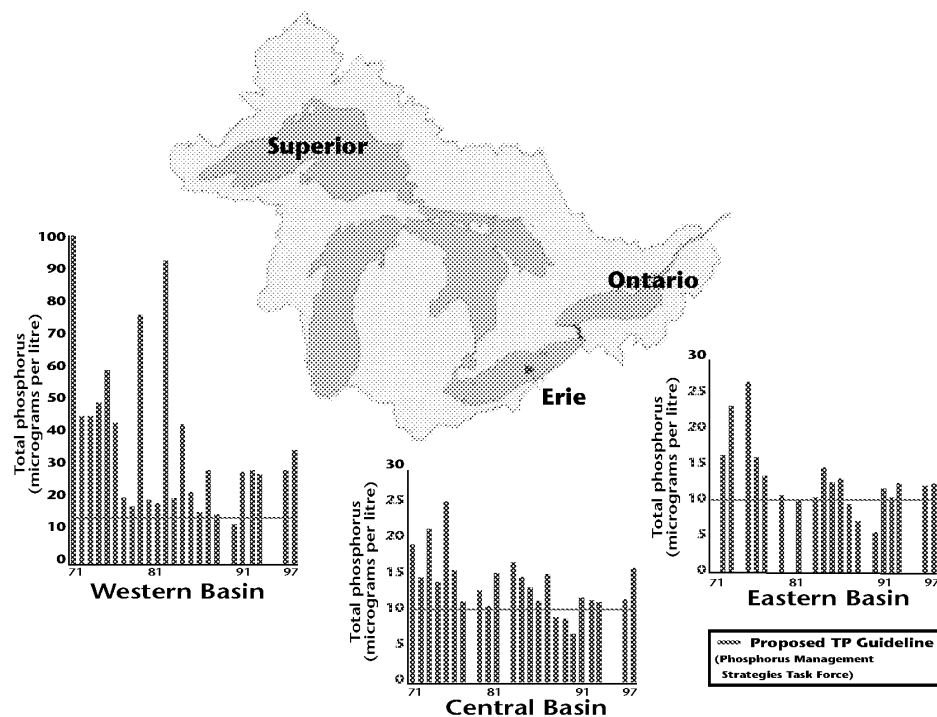 Superior
Ontario
Erie
Total phosphorus
(micrograms per litre)
100
90
80
70
60
50
40
30
20
10
0
71
81
91
97
Western Basin
Total phosphorus
(micrograms per litre)
30
25
20
15
10
5
0
71
81
91
97
Central Basin
Total phosphorus
(micrograms per litre)
30
25
20
15
10
5
0
71
81
91
97
Eastern Basin
Proposed TP Guideline
(Phosphorus Management
Strategies Task Force)